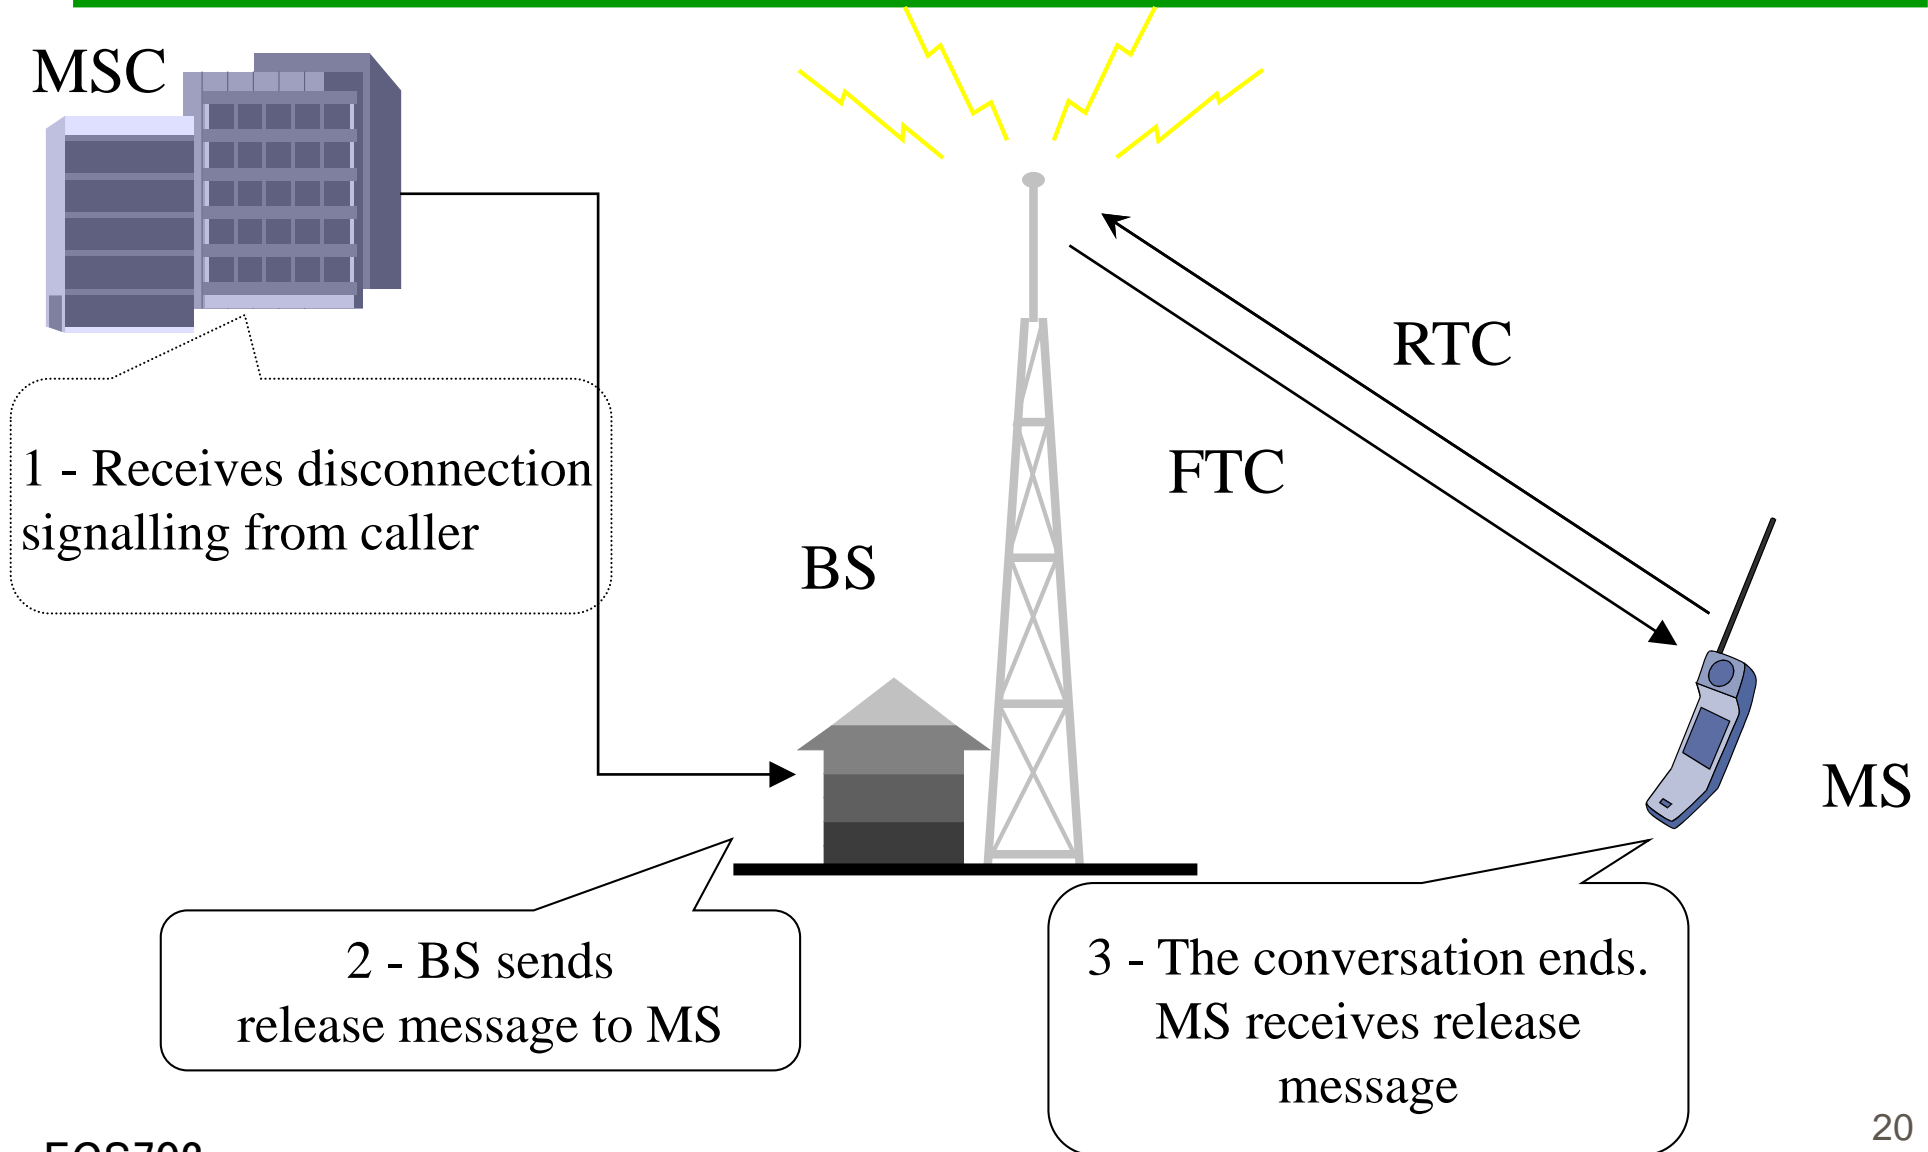 MSC
RTC
1 - Receives disconnection
signalling from caller
FTC
BS
MS
2 - BS sends
release message to MS
3 - The conversation ends.
MS receives release
message
20